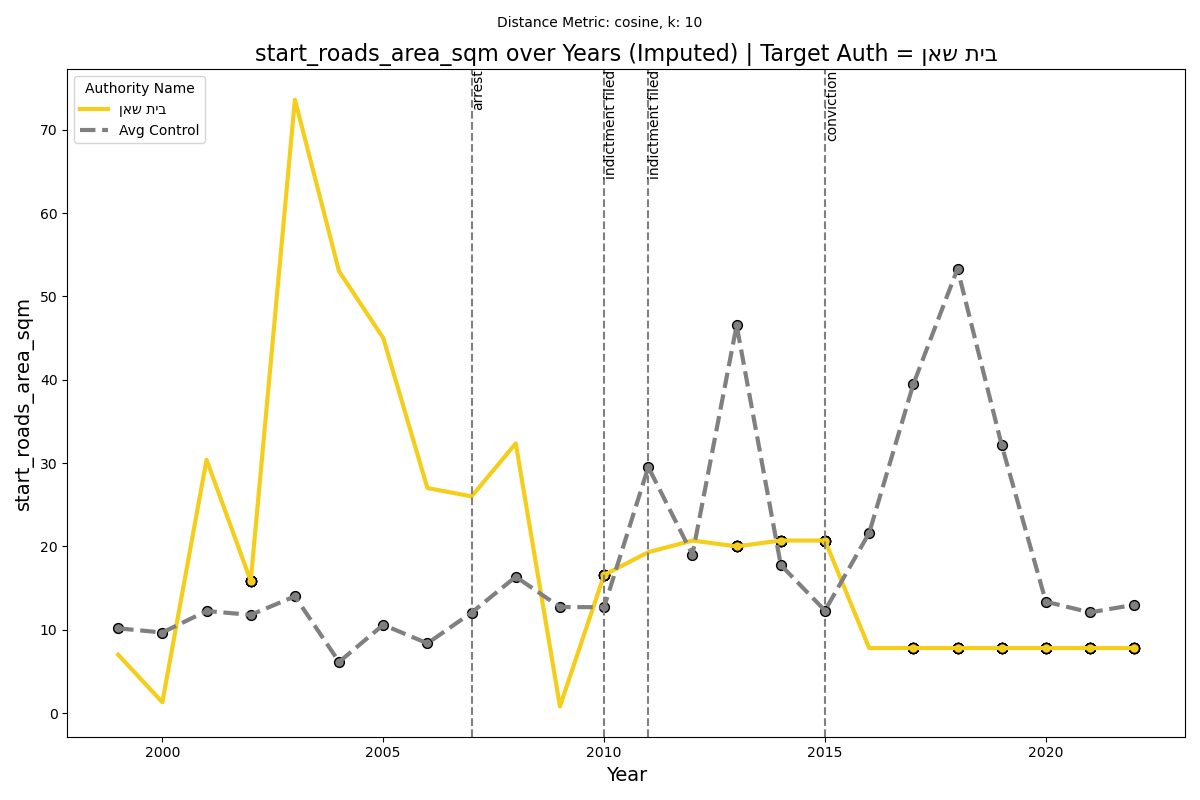 Distance Metric: cosine, k: 10
start_roads_area_sqm over Years (Imputed) | Target Auth = בית שאן
Authority Name
בית שאן
Avg Control
arrest
indictment filed
indictment filed
conviction
start_roads_area_sqm
70
60
50
40
30
20
10
0
2000
2005
2010
2015
2020
Year